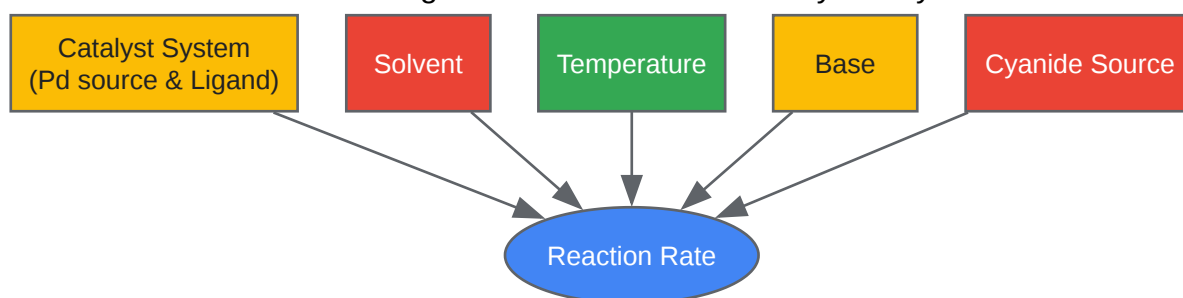 Catalyst System
(Pd source & Ligand)
Solvent
Temperature
Base
Cyanide Source
Reaction Rate